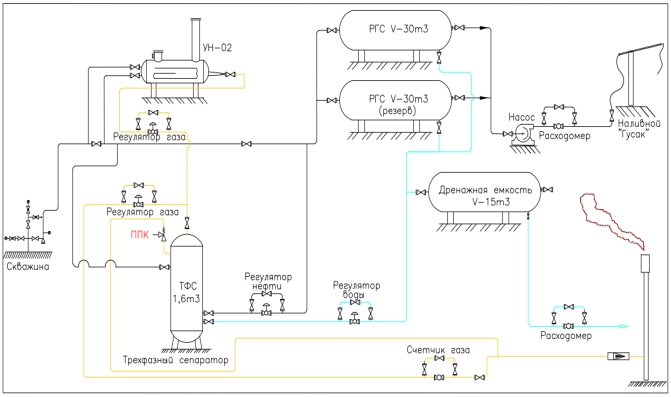 УН-02
РГС V-30m3
РГС V-30m3
(резерв)
Насос
Расходомер
Наливной
"Гусак"
Регулятор газа
Регулятор газа
ППК
Дренажная емкость
V-15m3
Скважина
ТФС
1,6m3
Регулятор
нефти
Регулятор
воды
Расходомер
Трехфазный сепаратор
Счетчик газа